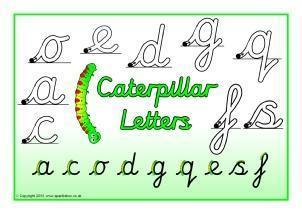 o e d g q
a Caterpillar
c Letters f s
a c o d g q e s f